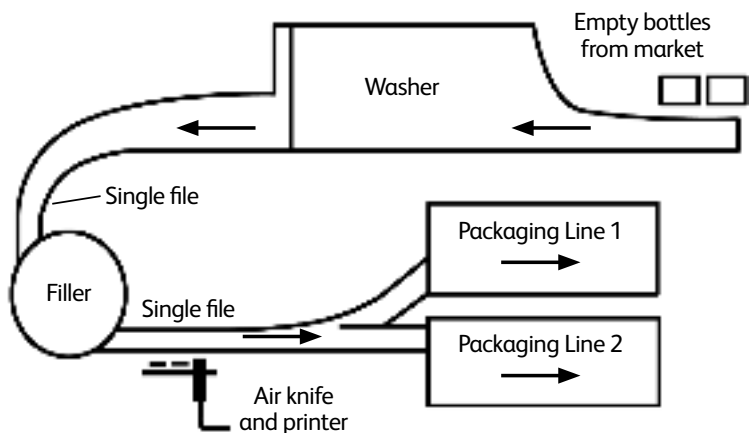 Empty bottles
from market
Washer
Single file
Packaging Line 1
Filler
Single file
Packaging Line 2
Air knife
and printer